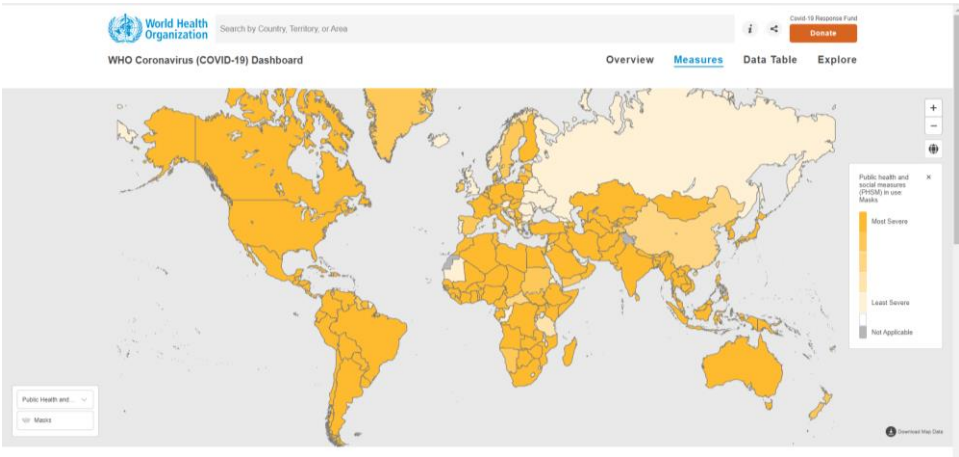 World Health
Organization
Search by Country, Territory, or Area
i
Covid-19 Response Fund
Donate
WHO Coronavirus (COVID-19) Dashboard
Overview
Measures
Data Table
Explore
+
−
Public health and
social measures
(PHSM) in use
Masks
×
Most Severe
Least Severe
Not Applicable
Public Health and...
Masks
Download Map Data